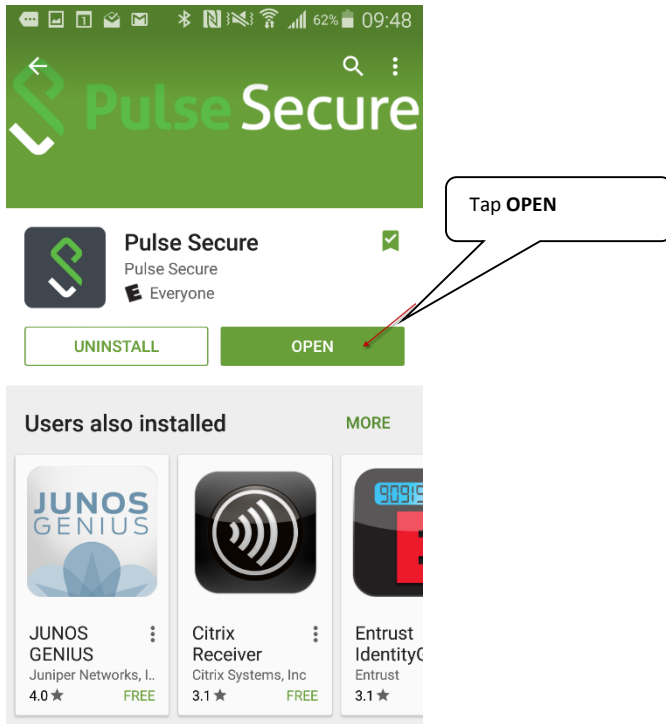 62% 09:48
Pulse Secure
Tap OPEN
Pulse Secure
Pulse Secure
E Everyone
UNINSTALL OPEN
Users also installed MORE
JUNOS
GENIUS
JUNOS
GENIUS
Juniper Networks, I..
4.0★ FREE
Citrix
Receiver
Citrix Systems, Inc
3.1★ FREE
Entrust
Entrust
3.1★